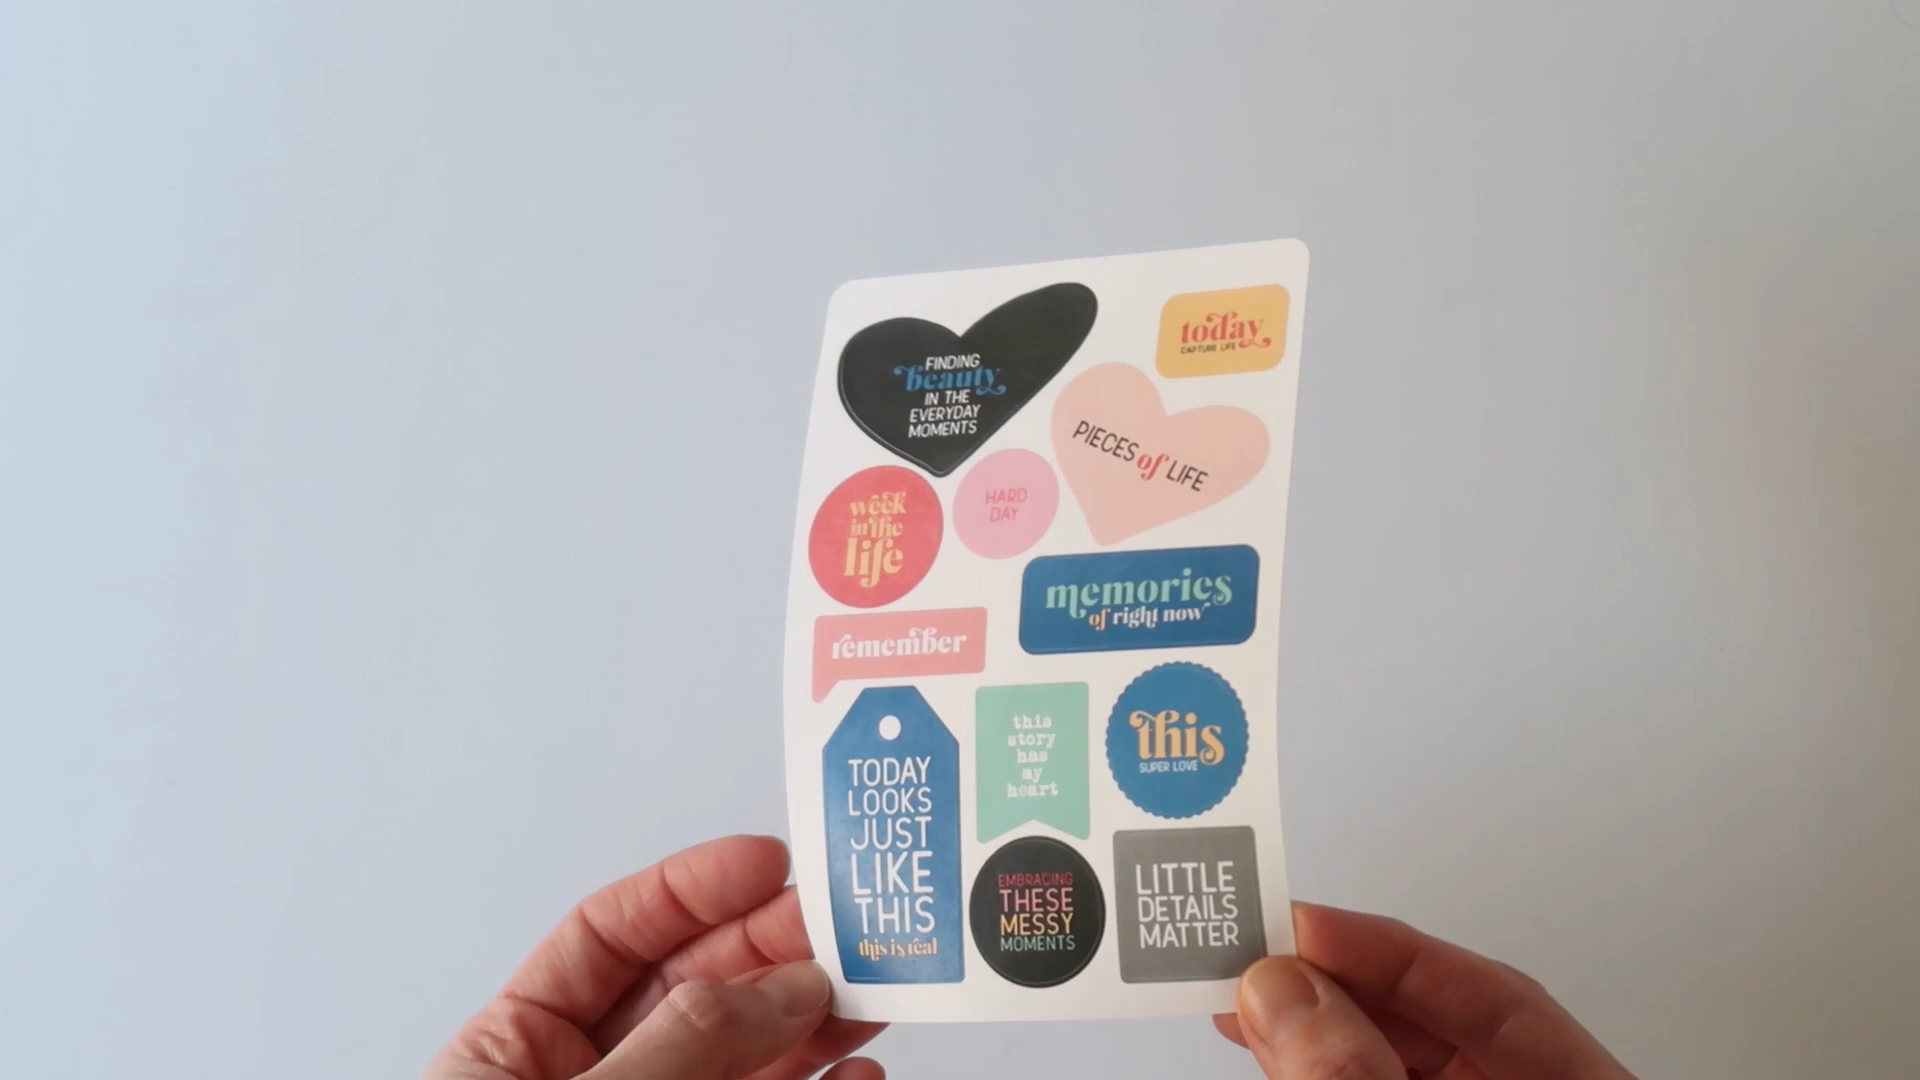 FINDING
beauty
IN THE
EVERYDAY
MOMENTS
today
CAPTURE LIFE
PIECES of LIFE
week
in the
life
HARD
DAY
memories
of right now
remember
TODAY
LOOKS
JUST
LIKE
THIS
this is real
this
story
has
my
heart
this
SUPER LOVE
EMBRACING
THESE
MESSY
MOMENTS
LITTLE
DETAILS
MATTER